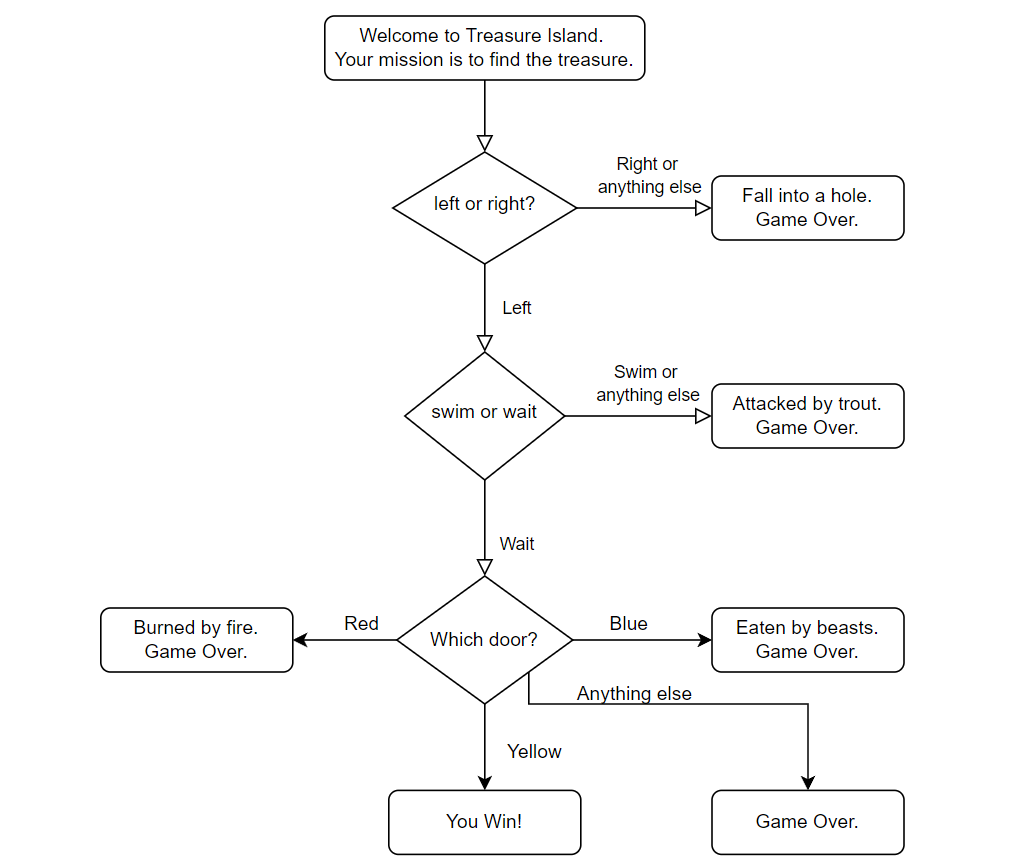 Welcome to Treasure Island.
Your mission is to find the treasure.
left or right?
Right or
anything else
Fall into a hole.
Game Over.
Left
swim or wait
Swim or
anything else
Attacked by trout.
Game Over.
Wait
Which door?
Red
Burned by fire.
Game Over.
Blue
Eaten by beasts.
Game Over.
Anything else
Yellow
You Win!
Game Over.